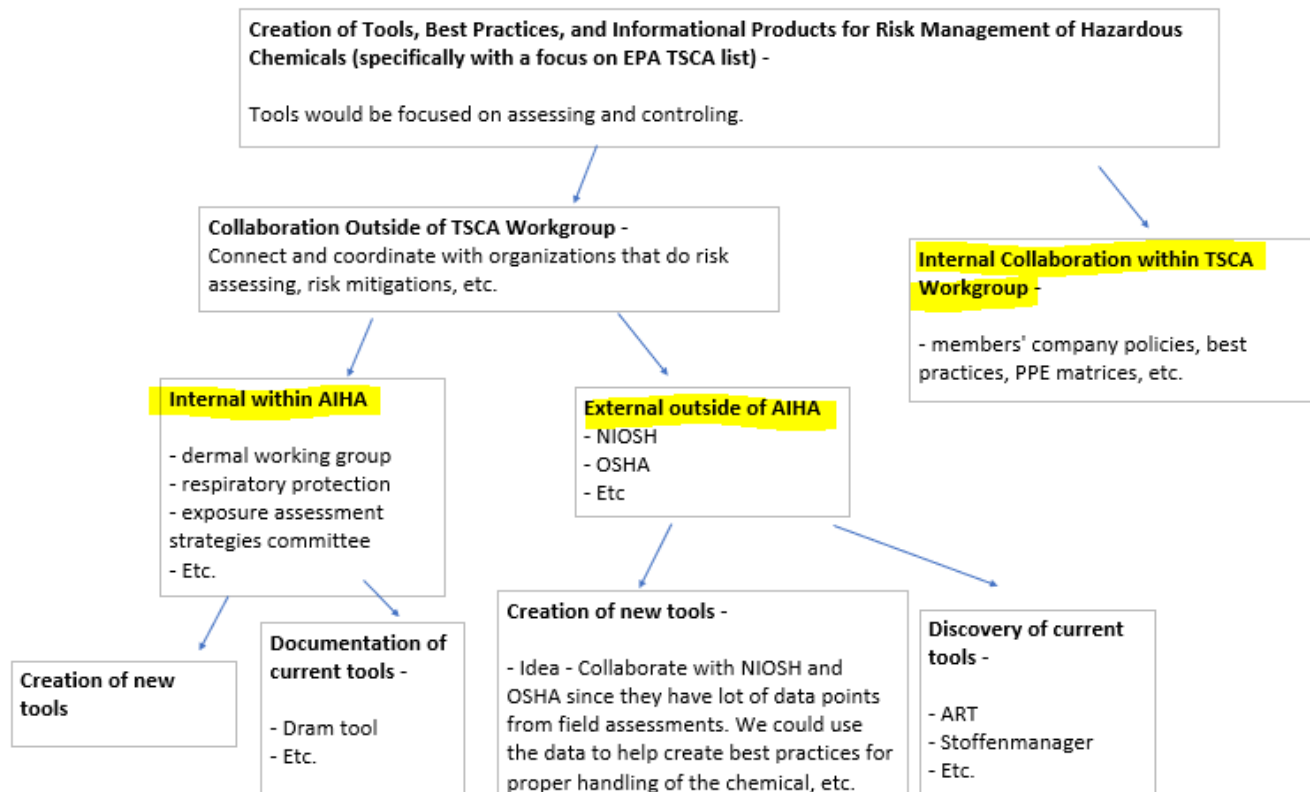 Creation of Tools, Best Practices, and Informational Products for Risk Management of Hazardous
Chemicals (specifically with a focus on EPA TSCA list) -
Tools would be focused on assessing and controling.
Collaboration Outside of TSCA Workgroup -
Connect and coordinate with organizations that do risk
assessing, risk mitigations, etc.
Internal Collaboration within TSCA
Workgroup -
- members' company policies, best
practices, PPE matrices, etc.
Internal within AIHA
- dermal working group
- respiratory protection
- exposure assessment
strategies committee
- Etc.
External outside of AIHA
- NIOSH
- OSHA
- Etc
Creation of new
tools
Documentation of
current tools -
- Dram tool
- Etc.
Creation of new tools -
- Idea - Collaborate with NIOSH and
OSHA since they have lot of data points
from field assessments. We could use
the data to help create best practices for
proper handling of the chemical, etc.
Discovery of current
tools -
- ART
- Stoffenmanager
- Etc.